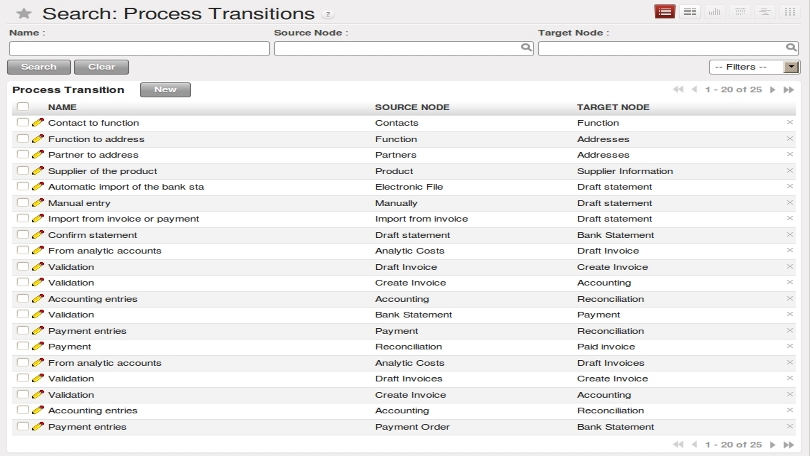 Search: Process Transitions ?
Name : Source Node : Target Node :
Search Clear -- Filters --
Process Transition New 1 - 20 of 25
NAME SOURCE NODE TARGET NODE
Contact to function Contacts Function
Function to address Function Addresses
Partner to address Partners Addresses
Supplier of the product Product Supplier Information
Automatic import of the bank sta Electronic File Draft statement
Manual entry Manually Draft statement
Import from invoice or payment Import from invoice Draft statement
Confirm statement Draft statement Bank Statement
From analytic accounts Analytic Costs Draft Invoice
Validation Draft Invoice Create Invoice
Validation Create Invoice Accounting
Accounting entries Accounting Reconciliation
Validation Bank Statement Payment
Payment entries Payment Reconciliation
Payment Reconciliation Paid invoice
From analytic accounts Analytic Costs Draft Invoices
Validation Draft Invoices Create Invoice
Validation Create Invoice Accounting
Accounting entries Accounting Reconciliation
Payment entries Payment Order Bank Statement
1 - 20 of 25